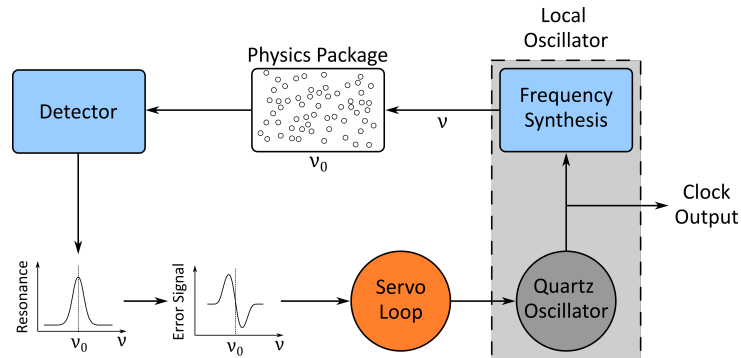 Local
Oscillator
Physics Package
Detector
Frequency
Synthesis
ν
ν₀
Clock
Output
Resonance
ν₀
ν
Error Signal
ν₀
ν
Servo
Loop
Quartz
Oscillator